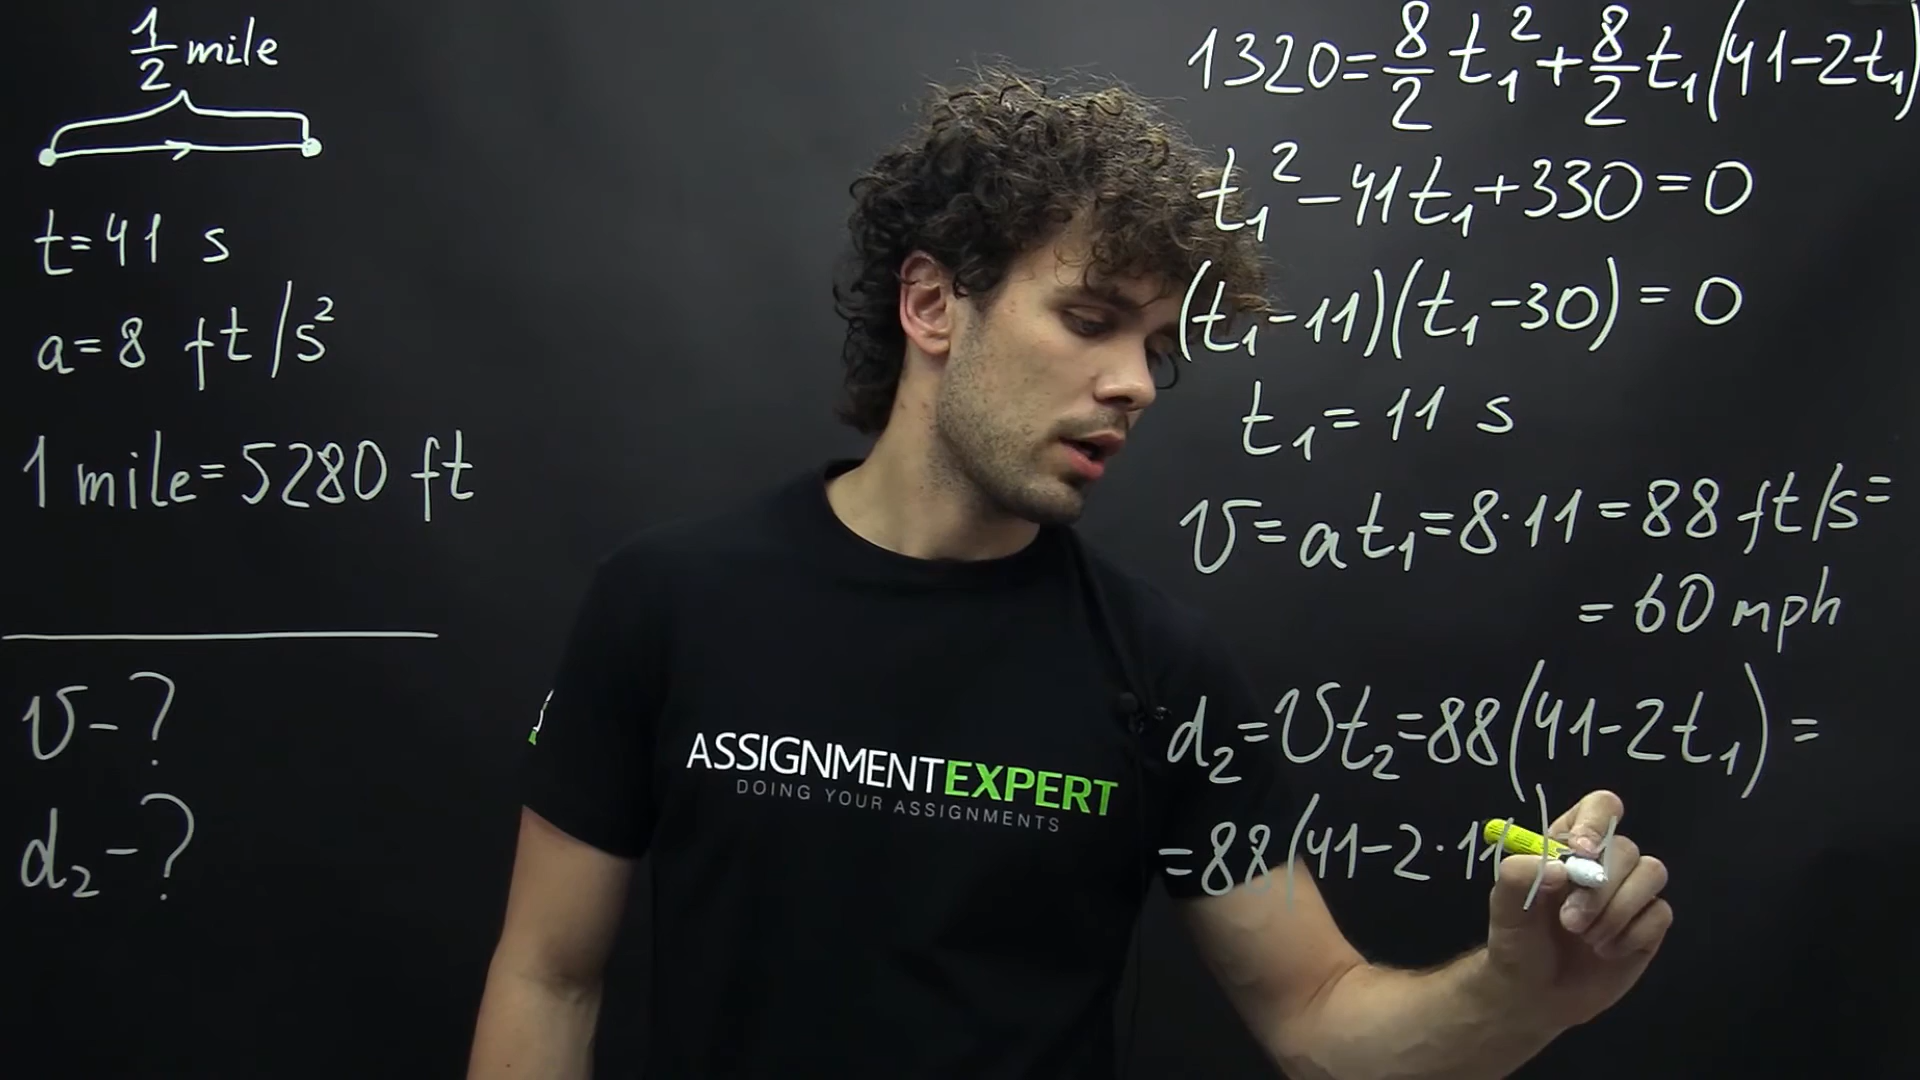 1/2 mile
t=41 s
a=8 ft/s²
1 mile=5280 ft
v-?
d₂-?
ASSIGNMENTEXPERT
DOING YOUR ASSIGNMENTS
1320=8/2 t₁²+8/2 t₁(41-2t₁)
t₁²-41t₁+330=0
(t₁-11)(t₁-30)=0
t₁=11 s
v=at₁=8·11=88 ft/s=
=60 mph
d₂=vt₂=88(41-2t₁)=
=88(41-2·11)